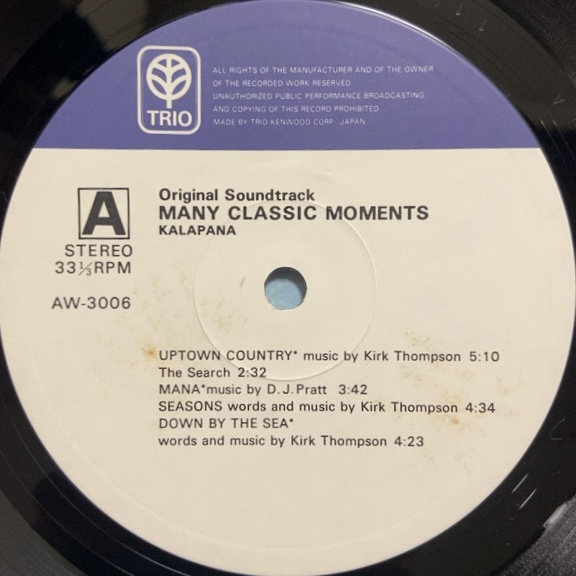 TRIO
ALL RIGHTS OF THE MANUFACTURER AND OF THE OWNER
OF THE RECORDED WORK RESERVED
UNAUTHORIZED PUBLIC PERFORMANCE BROADCASTING
AND COPYING OF THIS RECORD PROHIBITED
MADE BY TRIO-KENWOOD CORP. JAPAN
A
STEREO
33⅓RPM
AW-3006
Original Soundtrack
MANY CLASSIC MOMENTS
KALAPANA
UPTOWN COUNTRY* music by Kirk Thompson 5:10
The Search 2:32
MANA*music by D.J.Pratt 3:42
SEASONS words and music by Kirk Thompson 4:34
DOWN BY THE SEA*
words and music by Kirk Thompson 4:23